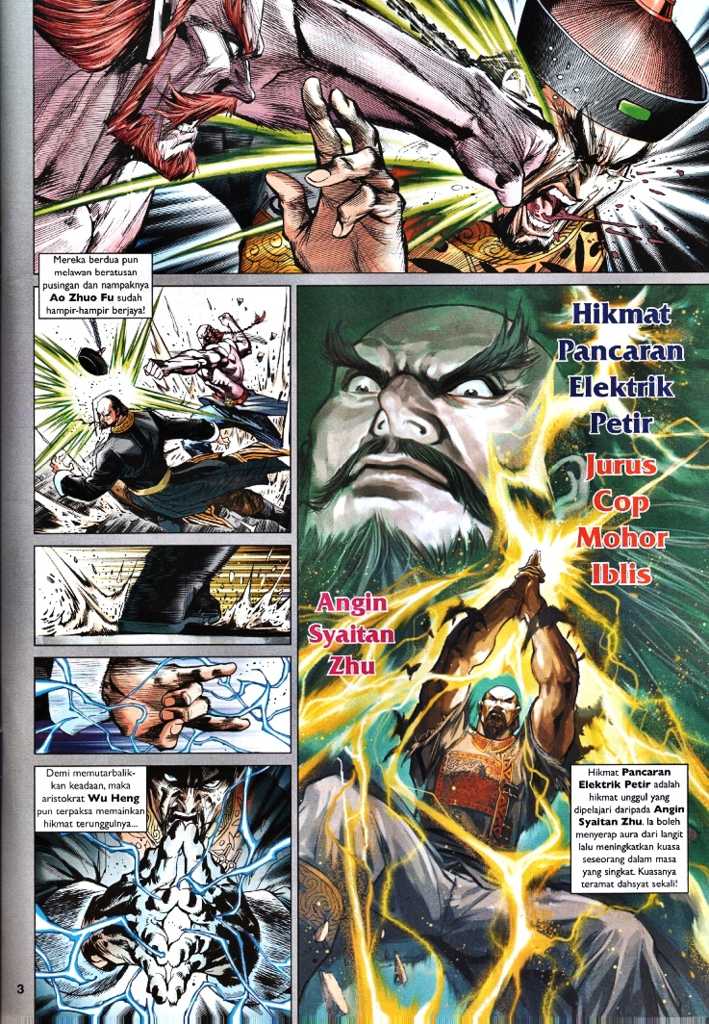 Mereka berdua pun
melawan beratusan
pusingan dan nampaknya
Ao Zhuo Fu sudah
hampir-hampir berjaya!
Hikmat
Pancaran
Elektrik
Petir
Jurus
Cop
Mohor
Iblis
Angin
Syaitan
Zhu
Demi memutarbalik-
kan keadaan, maka
aristokrat Wu Heng
pun terpaksa memainkan
hikmat terunggulnya...
Hikmat Pancaran
Elektrik Petir adalah
hikmat unggul yang
dipelajari daripada Angin
Syaitan Zhu. Ia boleh
menyerap aura dari langit
lalu meningkatkan kuasa
seseorang dalam masa
yang singkat. Kuasanya
teramat dahsyat sekali!
3